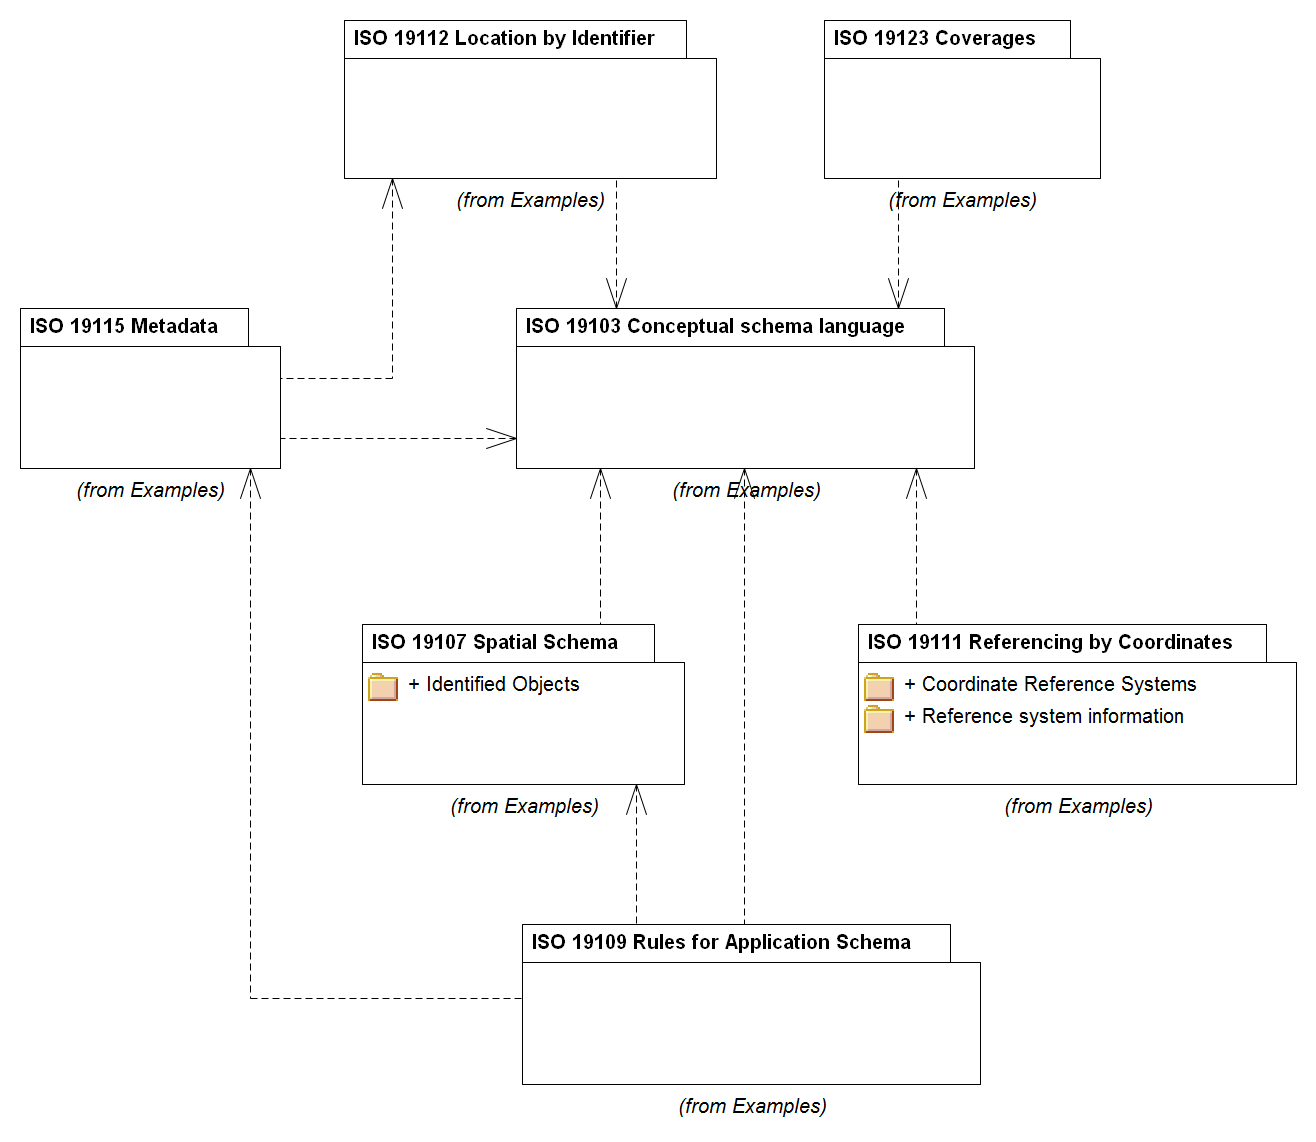 ISO 19112 Location by Identifier
(from Examples)
ISO 19123 Coverages
(from Examples)
ISO 19115 Metadata
(from Examples)
ISO 19103 Conceptual schema language
(from Examples)
ISO 19107 Spatial Schema
+ Identified Objects
(from Examples)
ISO 19111 Referencing by Coordinates
+ Coordinate Reference Systems
+ Reference system information
(from Examples)
ISO 19109 Rules for Application Schema
(from Examples)